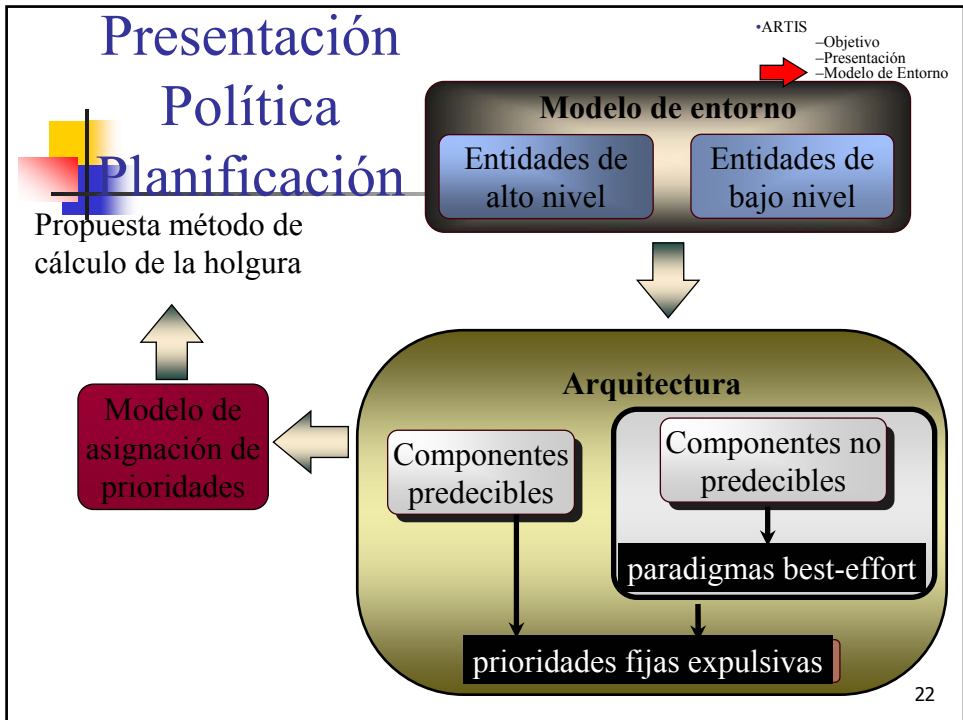 Presentación
Política
Planificación
•ARTIS
–Objetivo
–Presentación
–Modelo de Entorno
Modelo de entorno
Entidades de
alto nivel
Entidades de
bajo nivel
Propuesta método de
cálculo de la holgura
Arquitectura
Modelo de
asignación de
prioridades
Componentes
predecibles
Componentes no
predecibles
paradigmas best-effort
prioridades fijas expulsivas
22